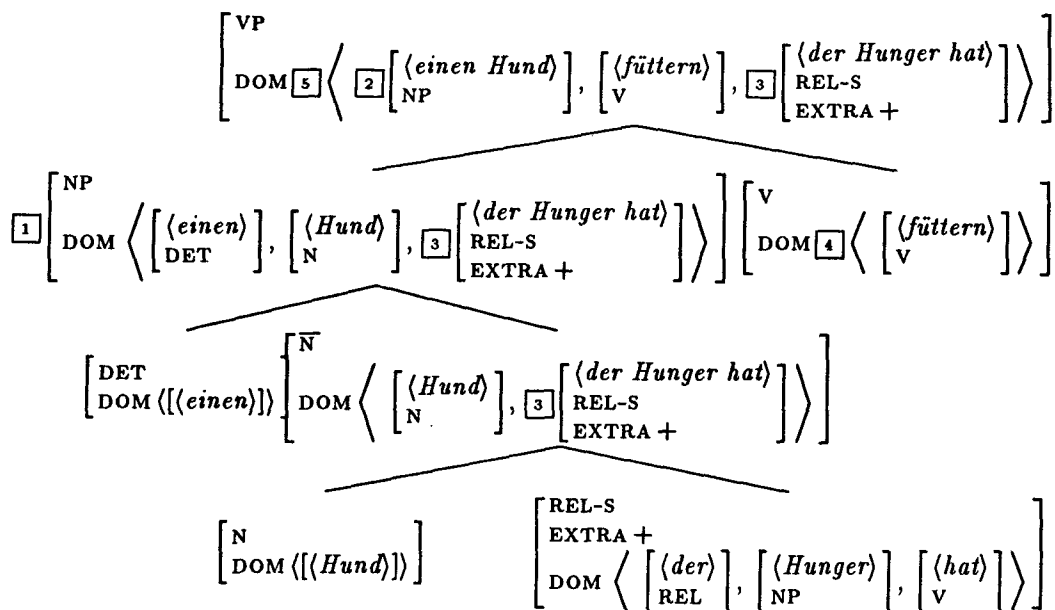 VP
DOM 5 ⟨ 2 [⟨einen Hund⟩ NP], [⟨füttern⟩ V], 3 [⟨der Hunger hat⟩ REL-S EXTRA +] ⟩
1 NP
DOM ⟨ [⟨einen⟩ DET], [⟨Hund⟩ N], 3 [⟨der Hunger hat⟩ REL-S EXTRA +] ⟩
V
DOM 4 ⟨ [⟨füttern⟩ V] ⟩
DET
DOM ⟨[⟨einen⟩]⟩
N̅
DOM ⟨ [⟨Hund⟩ N], 3 [⟨der Hunger hat⟩ REL-S EXTRA +] ⟩
N
DOM ⟨[⟨Hund⟩]⟩
REL-S
EXTRA +
DOM ⟨ [⟨der⟩ REL], [⟨Hunger⟩ NP], [⟨hat⟩ V] ⟩